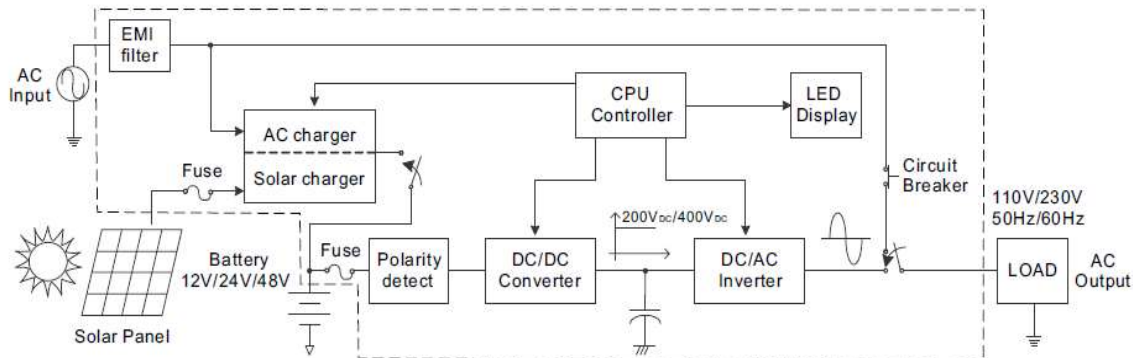 EMI
filter
AC
Input
AC charger
Solar charger
CPU
Controller
LED
Display
Fuse
Circuit
Breaker
200VDC/400VDC
110V/230V
50Hz/60Hz
Battery
12V/24V/48V
Fuse
Polarity
detect
DC/DC
Converter
DC/AC
Inverter
LOAD
AC
Output
Solar Panel